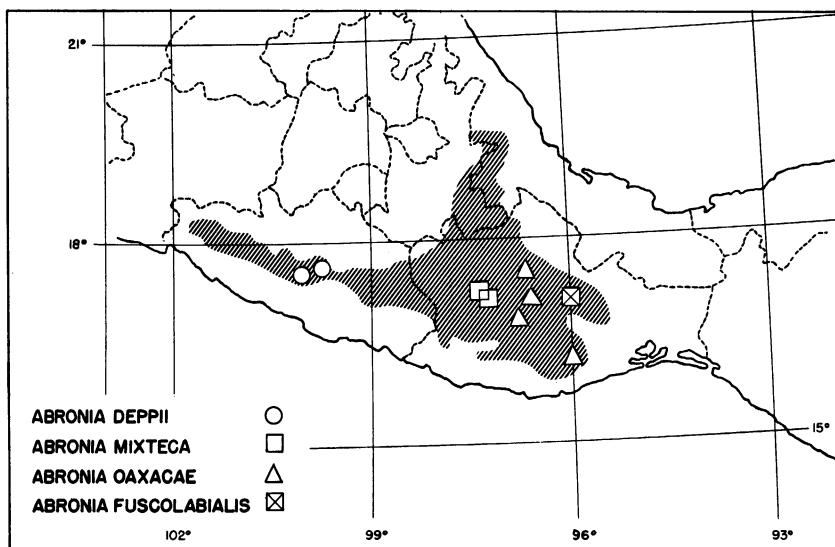 21°
18°
15°
ABRONIA DEPPII
ABRONIA MIXTECA
ABRONIA OAXACAE
ABRONIA FUSCOLABIALIS
102° 99° 96° 93°